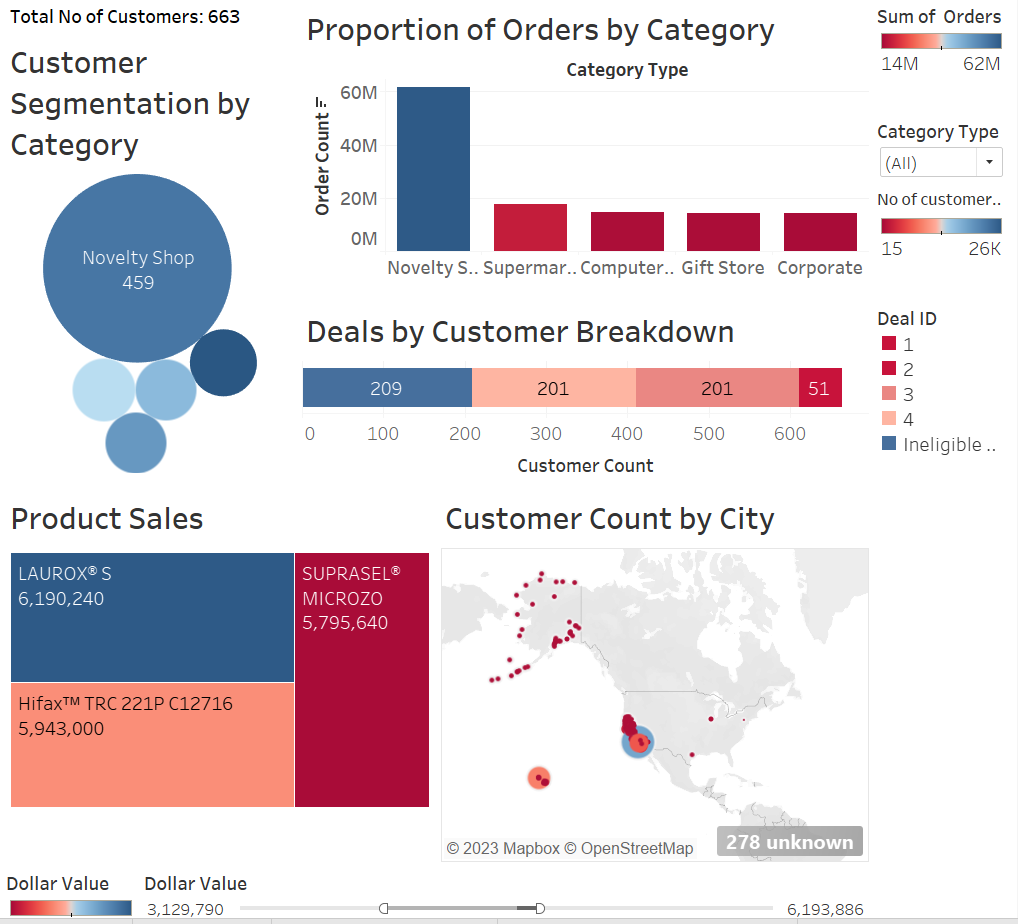 Total No of Customers: 663
Customer
Segmentation by
Category
Novelty Shop
459
Proportion of Orders by Category
Category Type
Order Count
60M
40M
20M
0M
Novelty S..
Supermar..
Computer..
Gift Store
Corporate
Sum of Orders
14M
62M
Category Type
(All)
No of customer..
15
26K
Deals by Customer Breakdown
209
201
201
51
0
100
200
300
400
500
600
Customer Count
Deal ID
1
2
3
4
Ineligible ..
Product Sales
LAUROX® S
6,190,240
SUPRASEL®
MICROZO
5,795,640
Hifax™ TRC 221P C12716
5,943,000
Customer Count by City
© 2023 Mapbox © OpenStreetMap
278 unknown
Dollar Value
Dollar Value
3,129,790
6,193,886